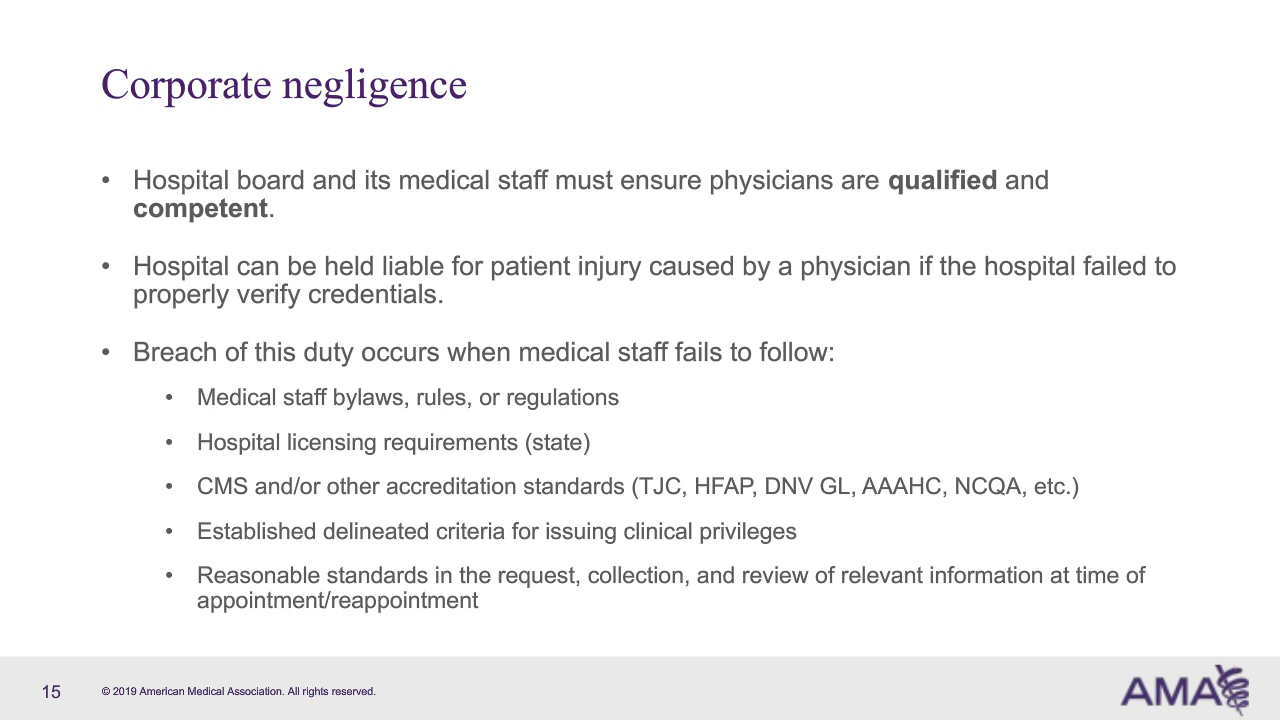 Corporate negligence
• Hospital board and its medical staff must ensure physicians are qualified and
competent.
• Hospital can be held liable for patient injury caused by a physician if the hospital failed to
properly verify credentials.
• Breach of this duty occurs when medical staff fails to follow:
• Medical staff bylaws, rules, or regulations
• Hospital licensing requirements (state)
• CMS and/or other accreditation standards (TJC, HFAP, DNV GL, AAAHC, NCQA, etc.)
• Established delineated criteria for issuing clinical privileges
• Reasonable standards in the request, collection, and review of relevant information at time of
appointment/reappointment
15 © 2019 American Medical Association. All rights reserved. AMA